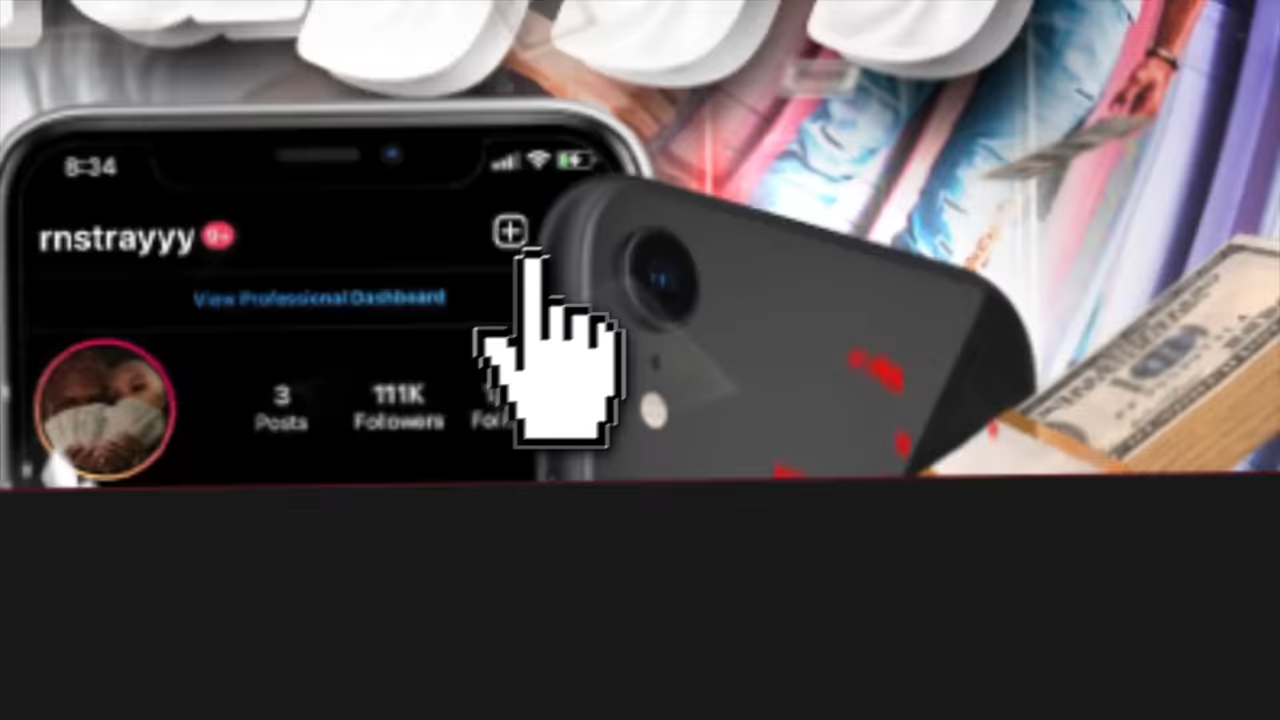 8:34
rnstrayyy 9+
View Professional Dashboard
3 111K
Posts Followers